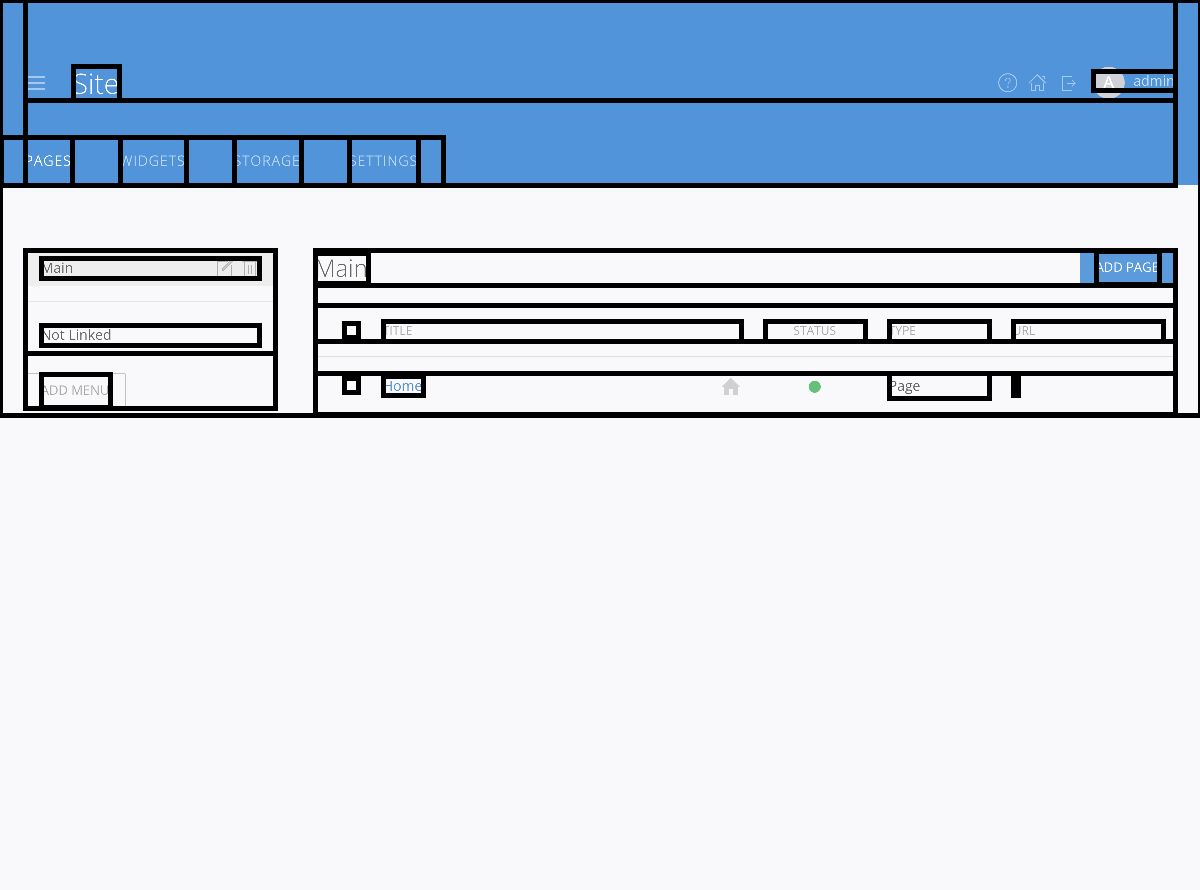 Site
A admin
PAGES WIDGETS STORAGE SETTINGS
Main
Not Linked
ADD MENU
Main
ADD PAGE
TITLE STATUS TYPE URL
Home Page